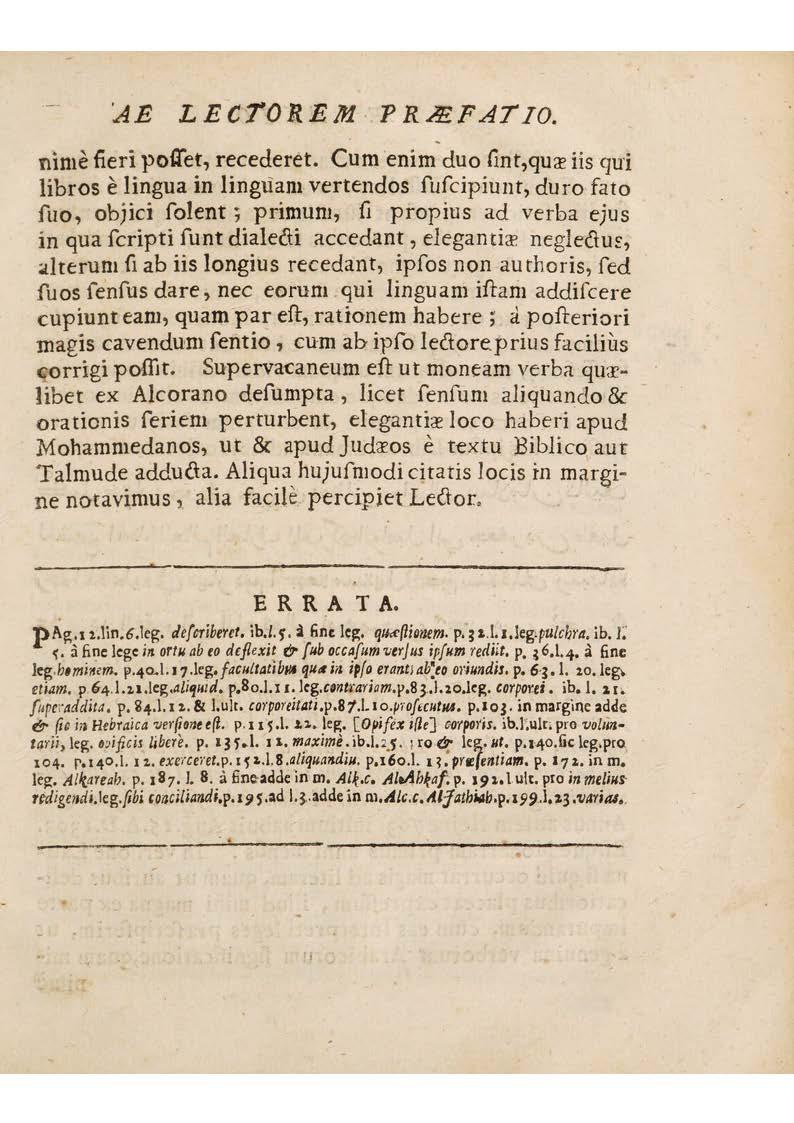 AE LECTOREM PRÆFATIO.
nimè fieri poſſet, recederet. Cum enim duo ſint,quæ iis qui
libros è lingua in linguam vertendos ſuſcipiunt, duro fato
ſuo, objici ſolent ; primum, ſi propius ad verba ejus
in qua ſcripti ſunt dialecti accedant , elegantiæ neglectus,
alterum ſi ab iis longius recedant, ipſos non authoris, ſed
ſuos ſenſus dare , nec eorum qui linguam iſtam addiſcere
cupiunt eam, quam par eſt, rationem habere ; à poſteriori
magis cavendum ſentio , cum ab ipſo lectore prius faciliùs
corrigi poſſit. Supervacaneum eſt ut moneam verba quæ-
libet ex Alcorano deſumpta , licet ſenſum aliquando &
orationis ſeriem perturbent, elegantiæ loco haberi apud
Mohammedanos, ut & apud Judæos è textu Biblico aut
Talmude adducta. Aliqua hujuſmodi citatis locis in margi-
ne notavimus , alia facilè percipiet Lector.
ERRATA.
PAg.12.lin.6.leg. deſcriberet. ib.l.5. à fine leg. quæſtionem. p.32.l.1.leg.pulchra. ib. l.
5. à fine lege in ortu ab eo deflexit & ſub occaſum verſus ipſum rediit. p. 36.l.4. à fine
leg.hominem. p.40.l.17.leg. facultatibus quæ in ipſo erant; ab eo oriundis. p. 63.l. 20. leg.
etiam. p.64.l.21.leg.aliquid. p.80.l.11. leg.contrariam.p.83.l.20.leg. corporei . ib. l. 21.
ſuperaddita. p. 84.l.12. & l.ult. corporeitati.p.87.l.10.proſecutus. p.103. in margine adde
& ſic in Hebraica verſione eſt. p.115.l. 22. leg. [Opifex iſte] corporis. ib.l.ult. pro volun-
tarii, leg. opificis liberè. p. 135.l. 12. maximè.ib.l.25. pro & leg. ut. p.140.ſic leg.pro
104. p.140.l. 12. exerceret.p.152.l.8.aliquandiu. p.160.l. 13. præſentiam. p. 172. in m.
leg. Alkareah. p. 187. l. 8. à fine adde in m. Alk.c. Al-Ahkaf. p. 192.l ult. pro in melius
redigendi.leg.ſibi conciliandi.p.195.ad l.3.adde in m.Alc.c. Al-Fathiah.p.199.l.23.varias.